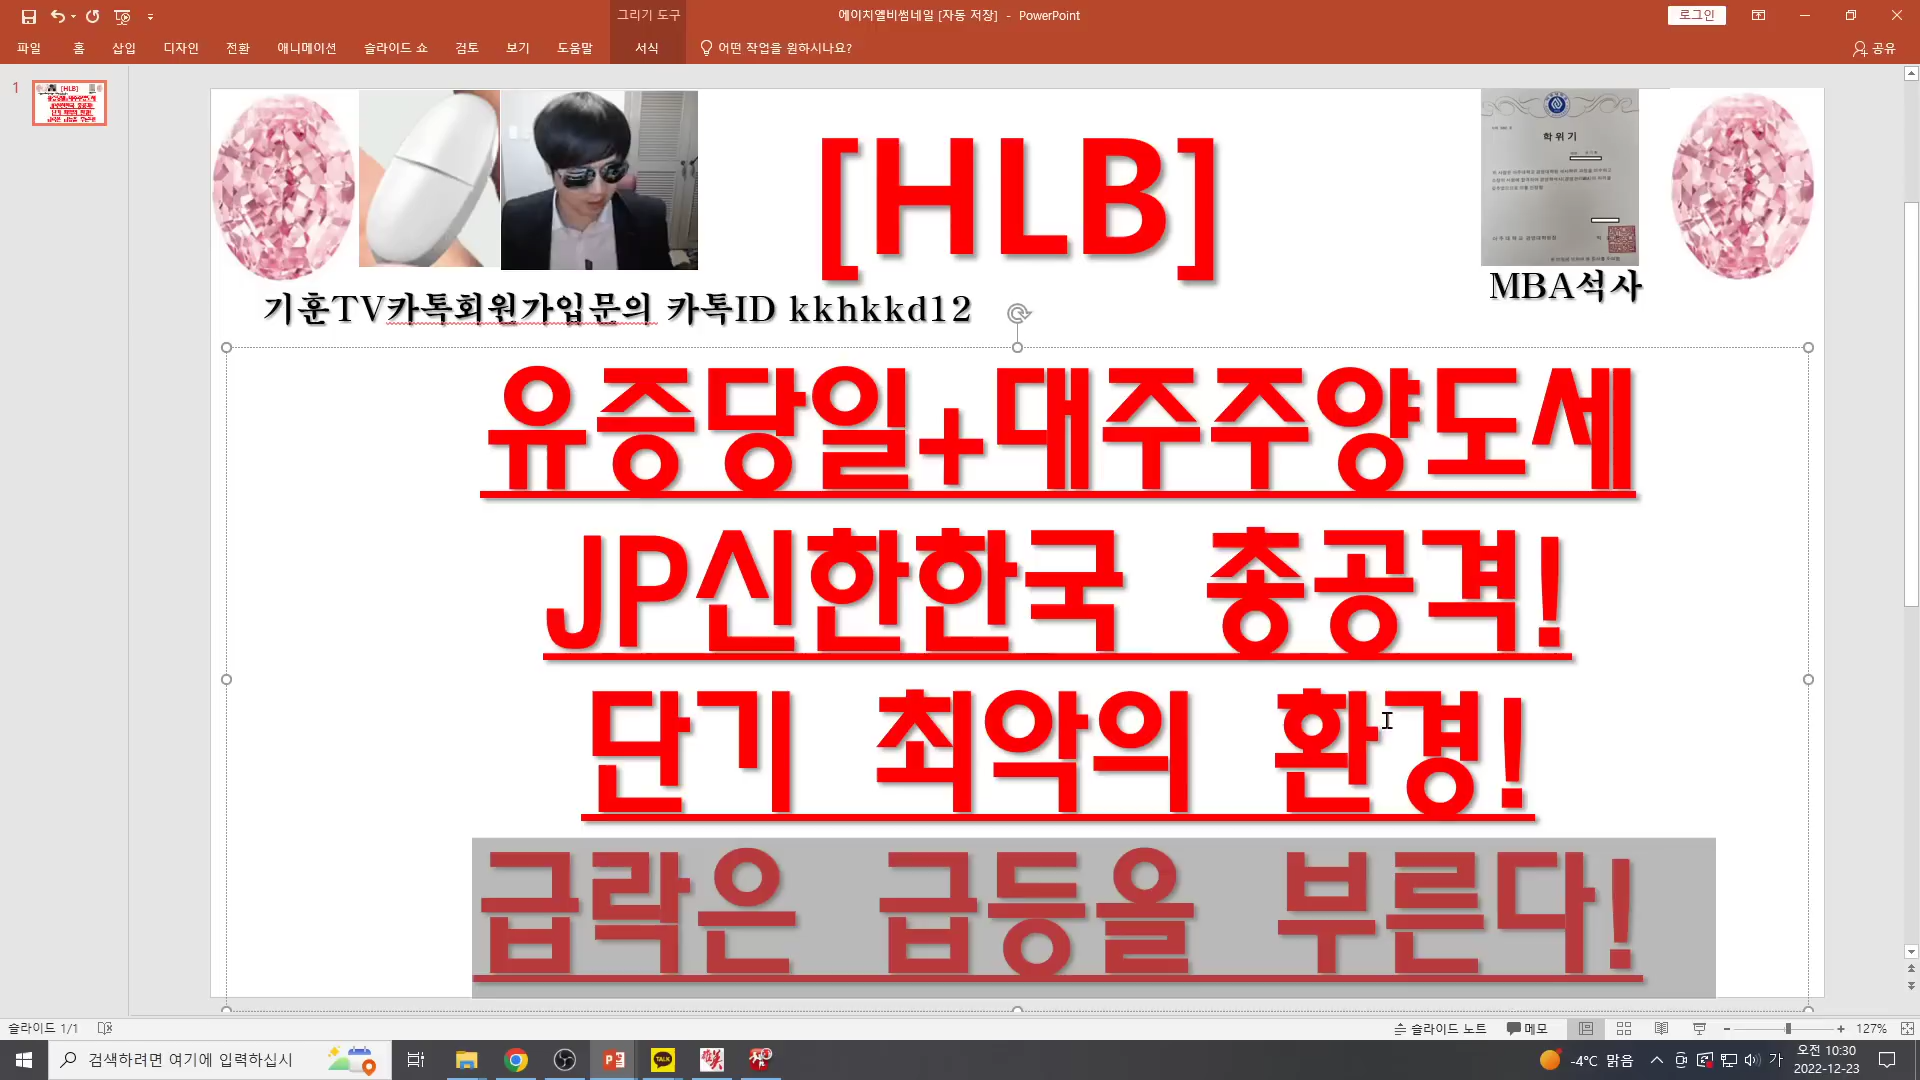 에이치앨비썸네일 [자동 저장] - PowerPoint
그리기 도구
로그인
파일 홈 삽입 디자인 전환 애니메이션 슬라이드 쇼 검토 보기 도움말 서식 어떤 작업을 원하시나요? 공유
1
[HLB]
학 위 기
MBA석사
기훈TV카톡회원가입문의 카톡ID kkhkkd12
유증당일+대주주양도세
JP신한한국 총공격!
단기 최악의 환경!
급락은 급등을 부른다!
슬라이드 1/1
슬라이드 노트 메모 127%
검색하려면 여기에 입력하십시
TALK
-4°C 맑음
가
오전 10:30
2022-12-23